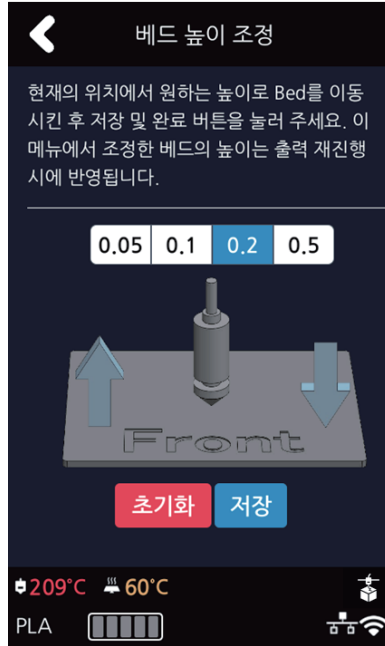 베드 높이 조정
현재의 위치에서 원하는 높이로 Bed를 이동
시킨 후 저장 및 완료 버튼을 눌러 주세요. 이
메뉴에서 조정한 베드의 높이는 출력 재진행
시에 반영됩니다.
0.05 0.1 0.2 0.5
Front
초기화 저장
209°C 60°C
PLA